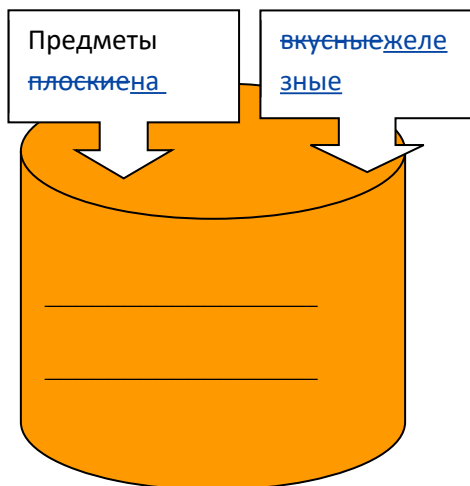 Предметы
плоскиена
вкусныежеле
зные